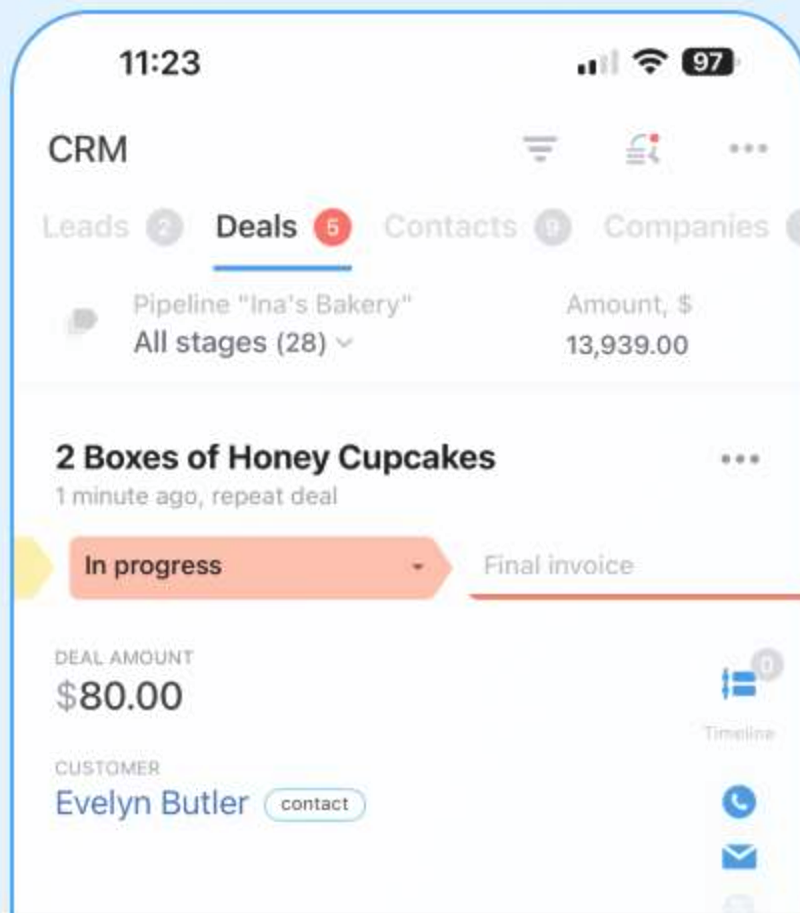 11:23
97
CRM
Leads 2 Deals 5 Contacts 9 Companies
Pipeline "Ina's Bakery" Amount, $
All stages (28) 13,939.00
2 Boxes of Honey Cupcakes
1 minute ago, repeat deal
In progress Final invoice
DEAL AMOUNT
$80.00
0
Timeline
CUSTOMER
Evelyn Butler contact